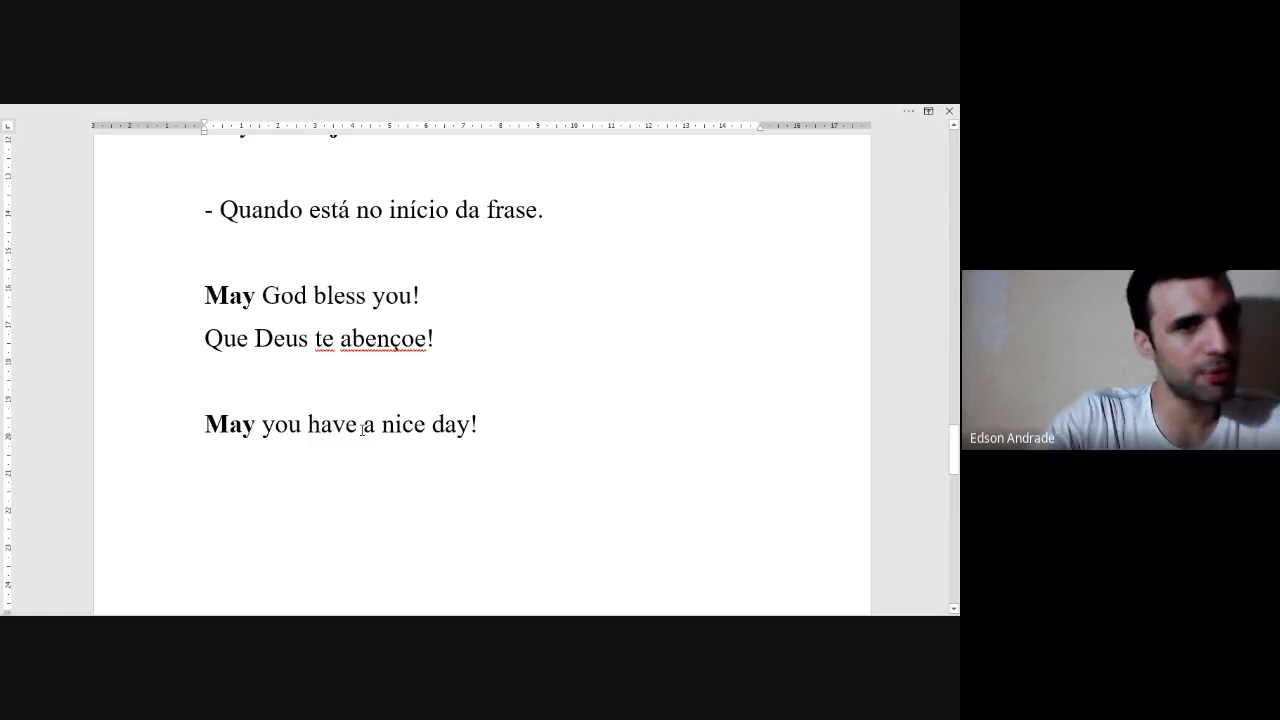 - Quando está no início da frase.
May God bless you!
Que Deus te abençoe!
May you have a nice day!
Edson Andrade